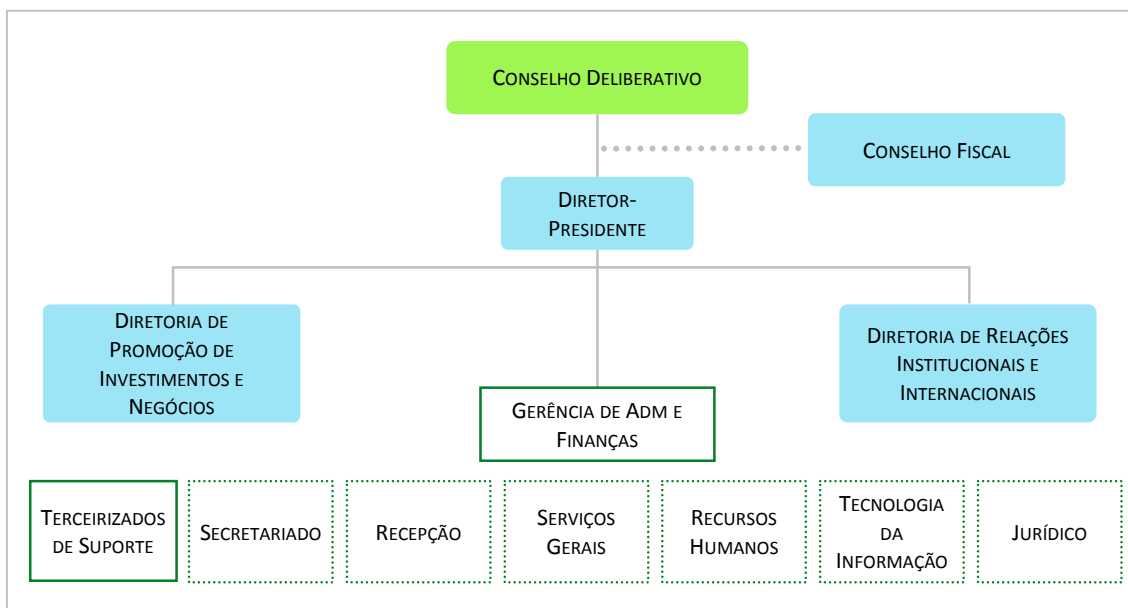 CONSELHO DELIBERATIVO
CONSELHO FISCAL
DIRETOR-
PRESIDENTE
DIRETORIA DE
PROMOÇÃO DE
INVESTIMENTOS E
NEGÓCIOS
DIRETORIA DE RELAÇÕES
INSTITUCIONAIS E
INTERNACIONAIS
GERÊNCIA DE ADM E
FINANÇAS
TERCEIRIZADOS
DE SUPORTE
SECRETARIADO
RECEPÇÃO
SERVIÇOS
GERAIS
RECURSOS
HUMANOS
TECNOLOGIA
DA
INFORMAÇÃO
JURÍDICO